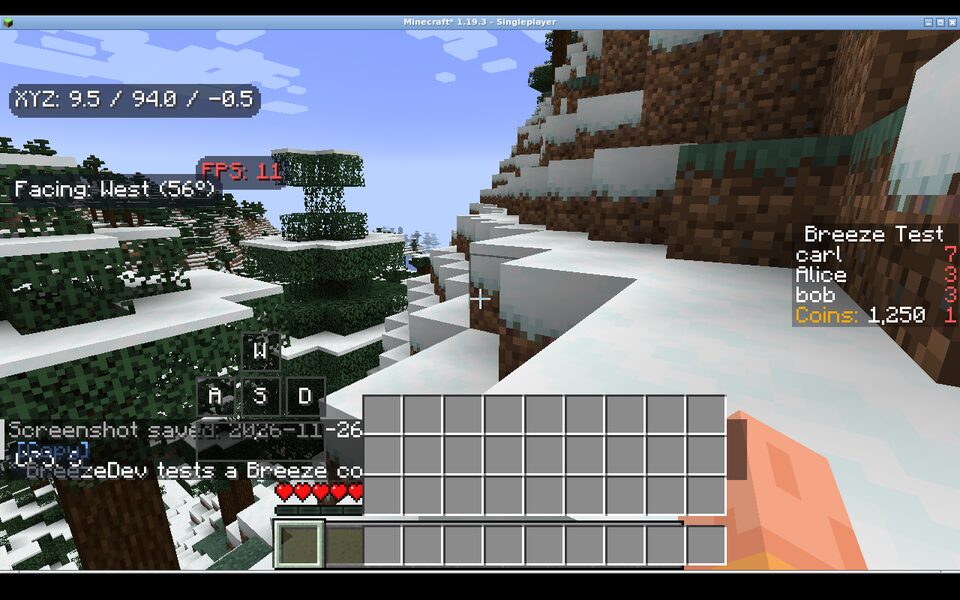 Minecraft* 1.19.3 - Singleplayer
XYZ: 9.5 / 94.0 / -0.5
FPS: 11
Facing: West (56°)
Breeze Test
carl 7
Alice 3
bob 3
Coins: 1,250 1
W
A S D
Screenshot saved: 2026-11-26
[Copy]
BreezeDev tests a Breeze co